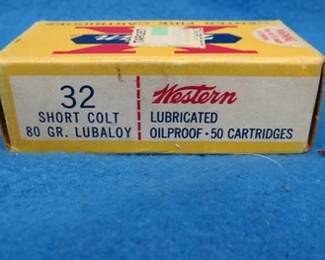 32
SHORT COLT
80 GR. LUBALOY
Western
LUBRICATED
OILPROOF · 50 CARTRIDGES